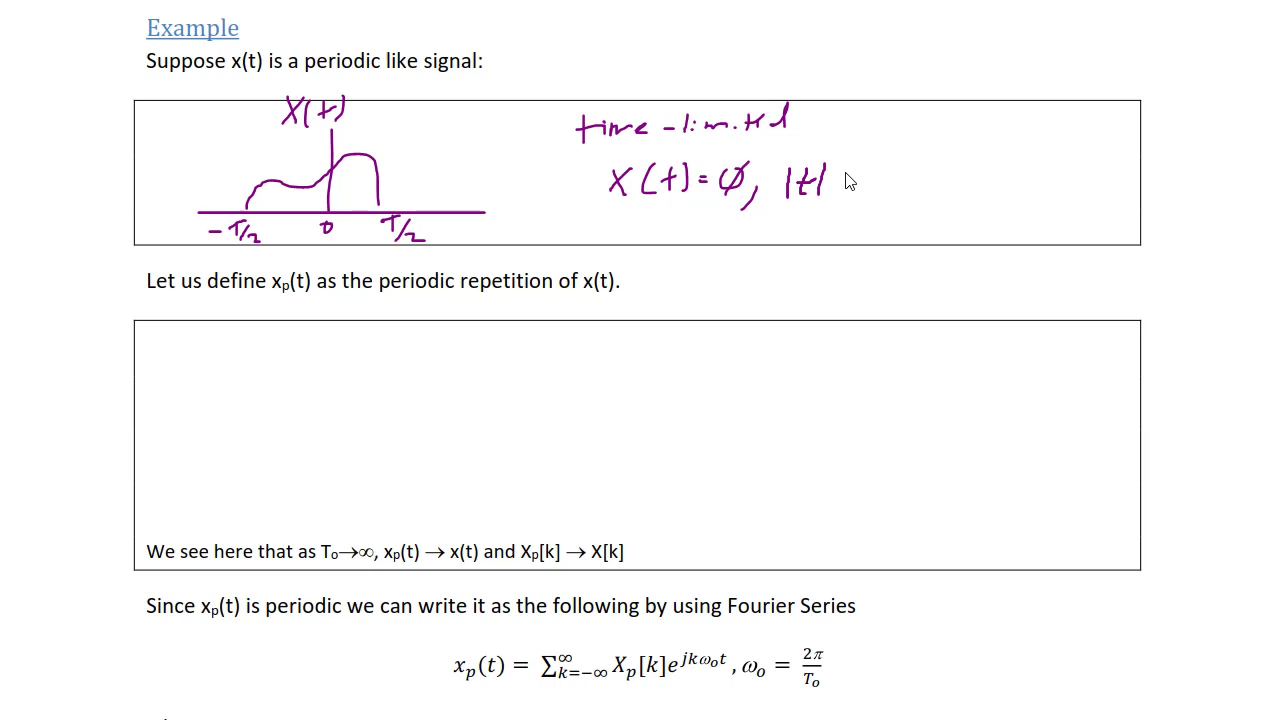 Example
Suppose x(t) is a periodic like signal:
X(t)
time-limited
X(t)=0, |t|
-T/2 0 T/2
Let us define xₚ(t) as the periodic repetition of x(t).
We see here that as Tₒ→∞, xₚ(t) → x(t) and Xₚ[k] → X[k]
Since xₚ(t) is periodic we can write it as the following by using Fourier Series
xₚ(t) = ∑_{k=−∞}^{∞} Xₚ[k]e^{jkωₒt}, ωₒ = 2π/Tₒ